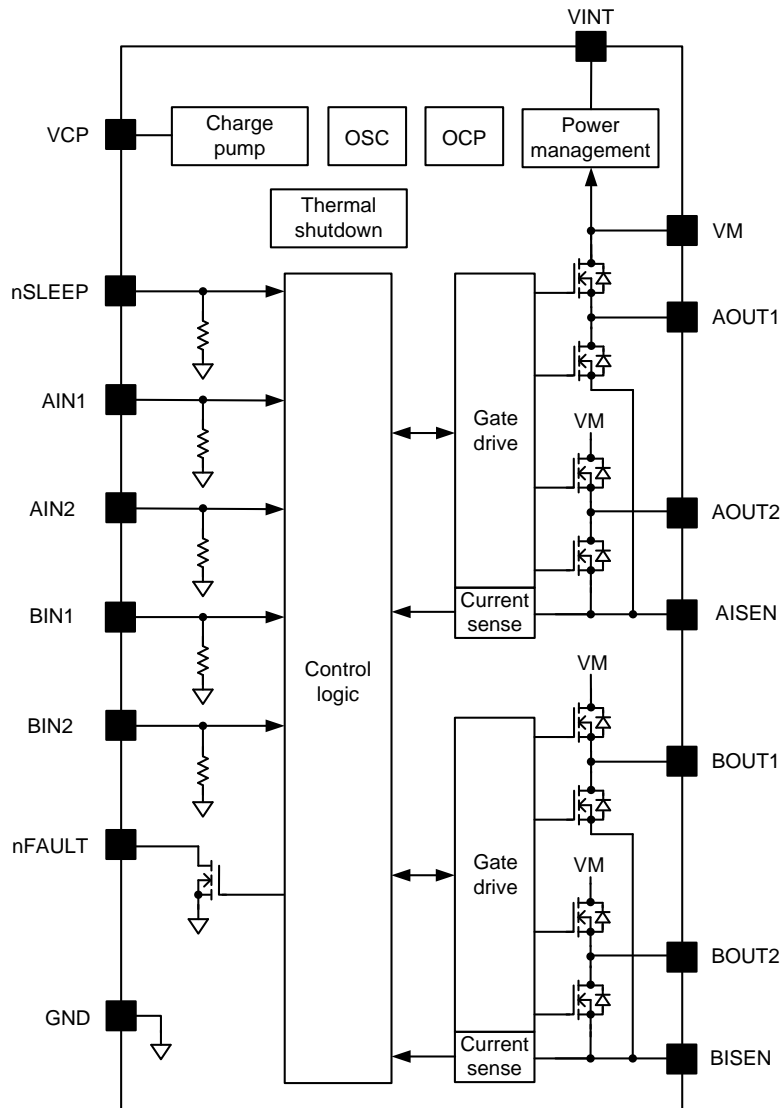 VINT
VCP
Charge
pump
OSC
OCP
Power
management
Thermal
shutdown
VM
nSLEEP
AOUT1
AIN1
Gate
drive
VM
AIN2
AOUT2
Current
sense
AISEN
BIN1
Control
logic
VM
BIN2
BOUT1
nFAULT
Gate
drive
VM
BOUT2
GND
Current
sense
BISEN